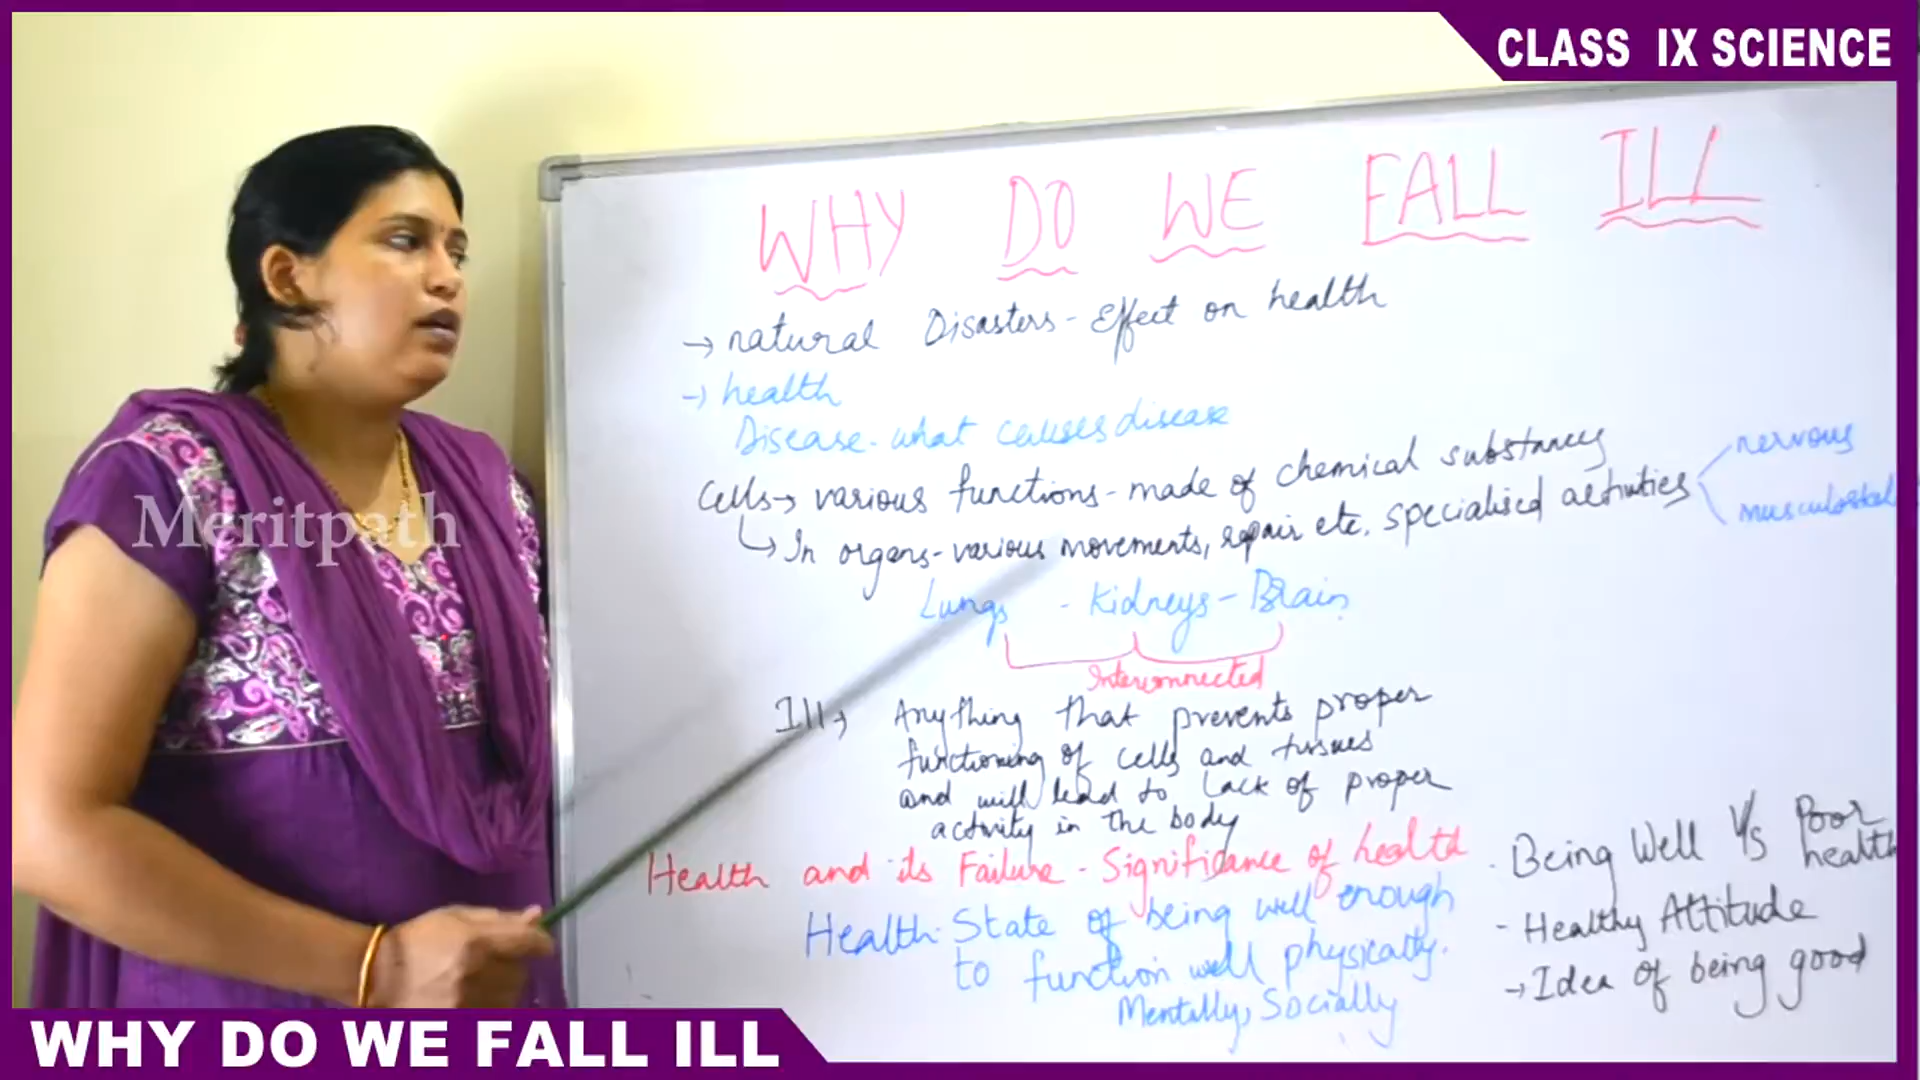 CLASS IX SCIENCE
WHY DO WE FALL ILL
→ natural Disasters - Effect on health
→ health
Disease - what causes disease
Cells → various functions - made of chemical substances
nervous
In organs - various movements, repair etc. specialised activities
musculoskel
Lungs - Kidneys - Brain
Interconnected
Ill → Anything that prevents proper
functioning of cells and tissues
and will lead to Lack of proper
activity in the body
Health and its Failure - Significance of health
Health - State of being well enough
to function well physically.
Mentally, Socially
. Being Well V/s Poor
health
- Healthy Attitude
→ Idea of being good
Meritpath
WHY DO WE FALL ILL